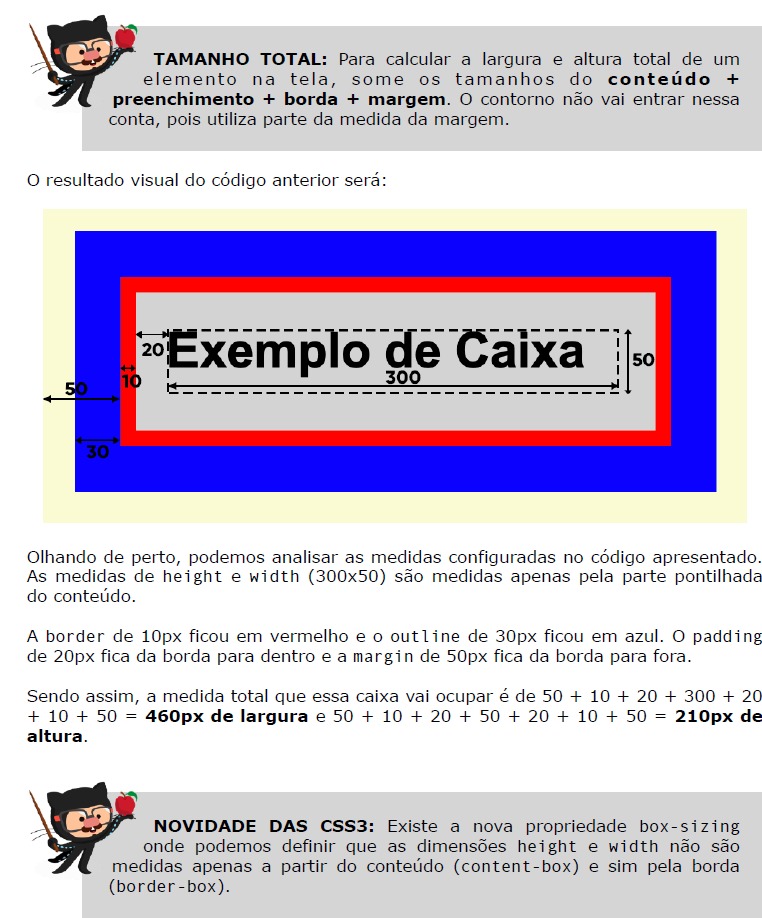 TAMANHO TOTAL: Para calcular a largura e altura total de um
elemento na tela, some os tamanhos do conteúdo +
preenchimento + borda + margem. O contorno não vai entrar nessa
conta, pois utiliza parte da medida da margem.
O resultado visual do código anterior será:
20
Exemplo de Caixa
50
300
10
50
30
Olhando de perto, podemos analisar as medidas configuradas no código apresentado.
As medidas de height e width (300x50) são medidas apenas pela parte pontilhada
do conteúdo.
A border de 10px ficou em vermelho e o outline de 30px ficou em azul. O padding
de 20px fica da borda para dentro e a margin de 50px fica da borda para fora.
Sendo assim, a medida total que essa caixa vai ocupar é de 50 + 10 + 20 + 300 + 20
+ 10 + 50 = 460px de largura e 50 + 10 + 20 + 50 + 20 + 10 + 50 = 210px de
altura.
NOVIDADE DAS CSS3: Existe a nova propriedade box-sizing
onde podemos definir que as dimensões height e width não são
medidas apenas a partir do conteúdo (content-box) e sim pela borda
(border-box).